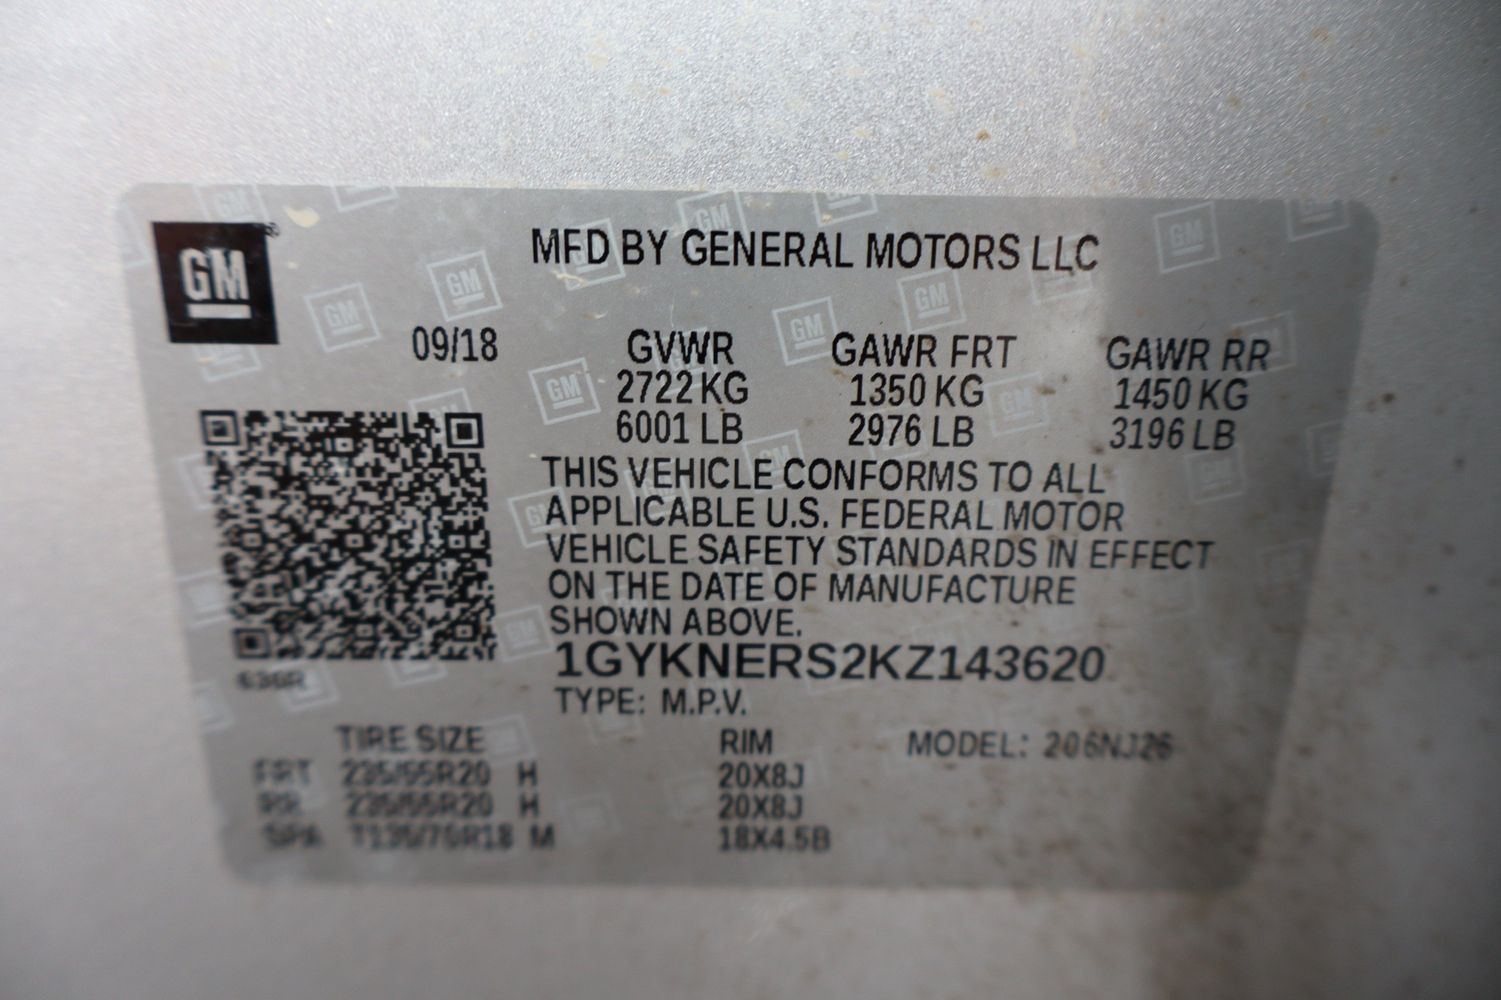 GM
MFD BY GENERAL MOTORS LLC
09/18 GVWR GAWR FRT GAWR RR
2722 KG 1350 KG 1450 KG
6001 LB 2976 LB 3196 LB
THIS VEHICLE CONFORMS TO ALL
APPLICABLE U.S. FEDERAL MOTOR
VEHICLE SAFETY STANDARDS IN EFFECT
ON THE DATE OF MANUFACTURE
SHOWN ABOVE.
1GYKNERS2KZ143620
TYPE: M.P.V.
TIRE SIZE RIM MODEL: 206NJ26
FRT 235/55R20 H 20X8J
RR 235/55R20 H 20X8J
SPA T135/70R18 M 18X4.5B